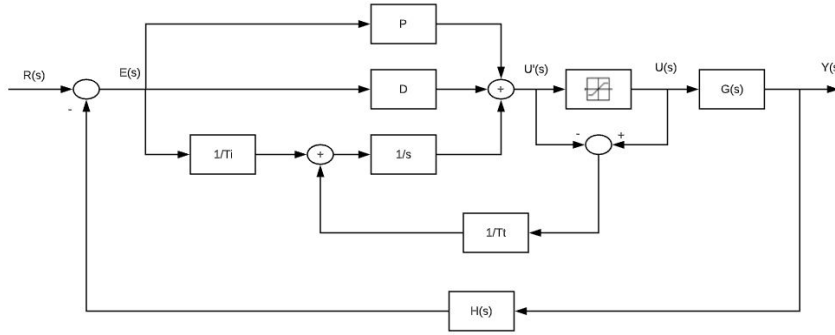 P
R(s)
E(s)
U'(s)
U(s)
Y(s
-
D
+
G(s)
-
+
1/Ti
+
1/s
1/Tt
H(s)